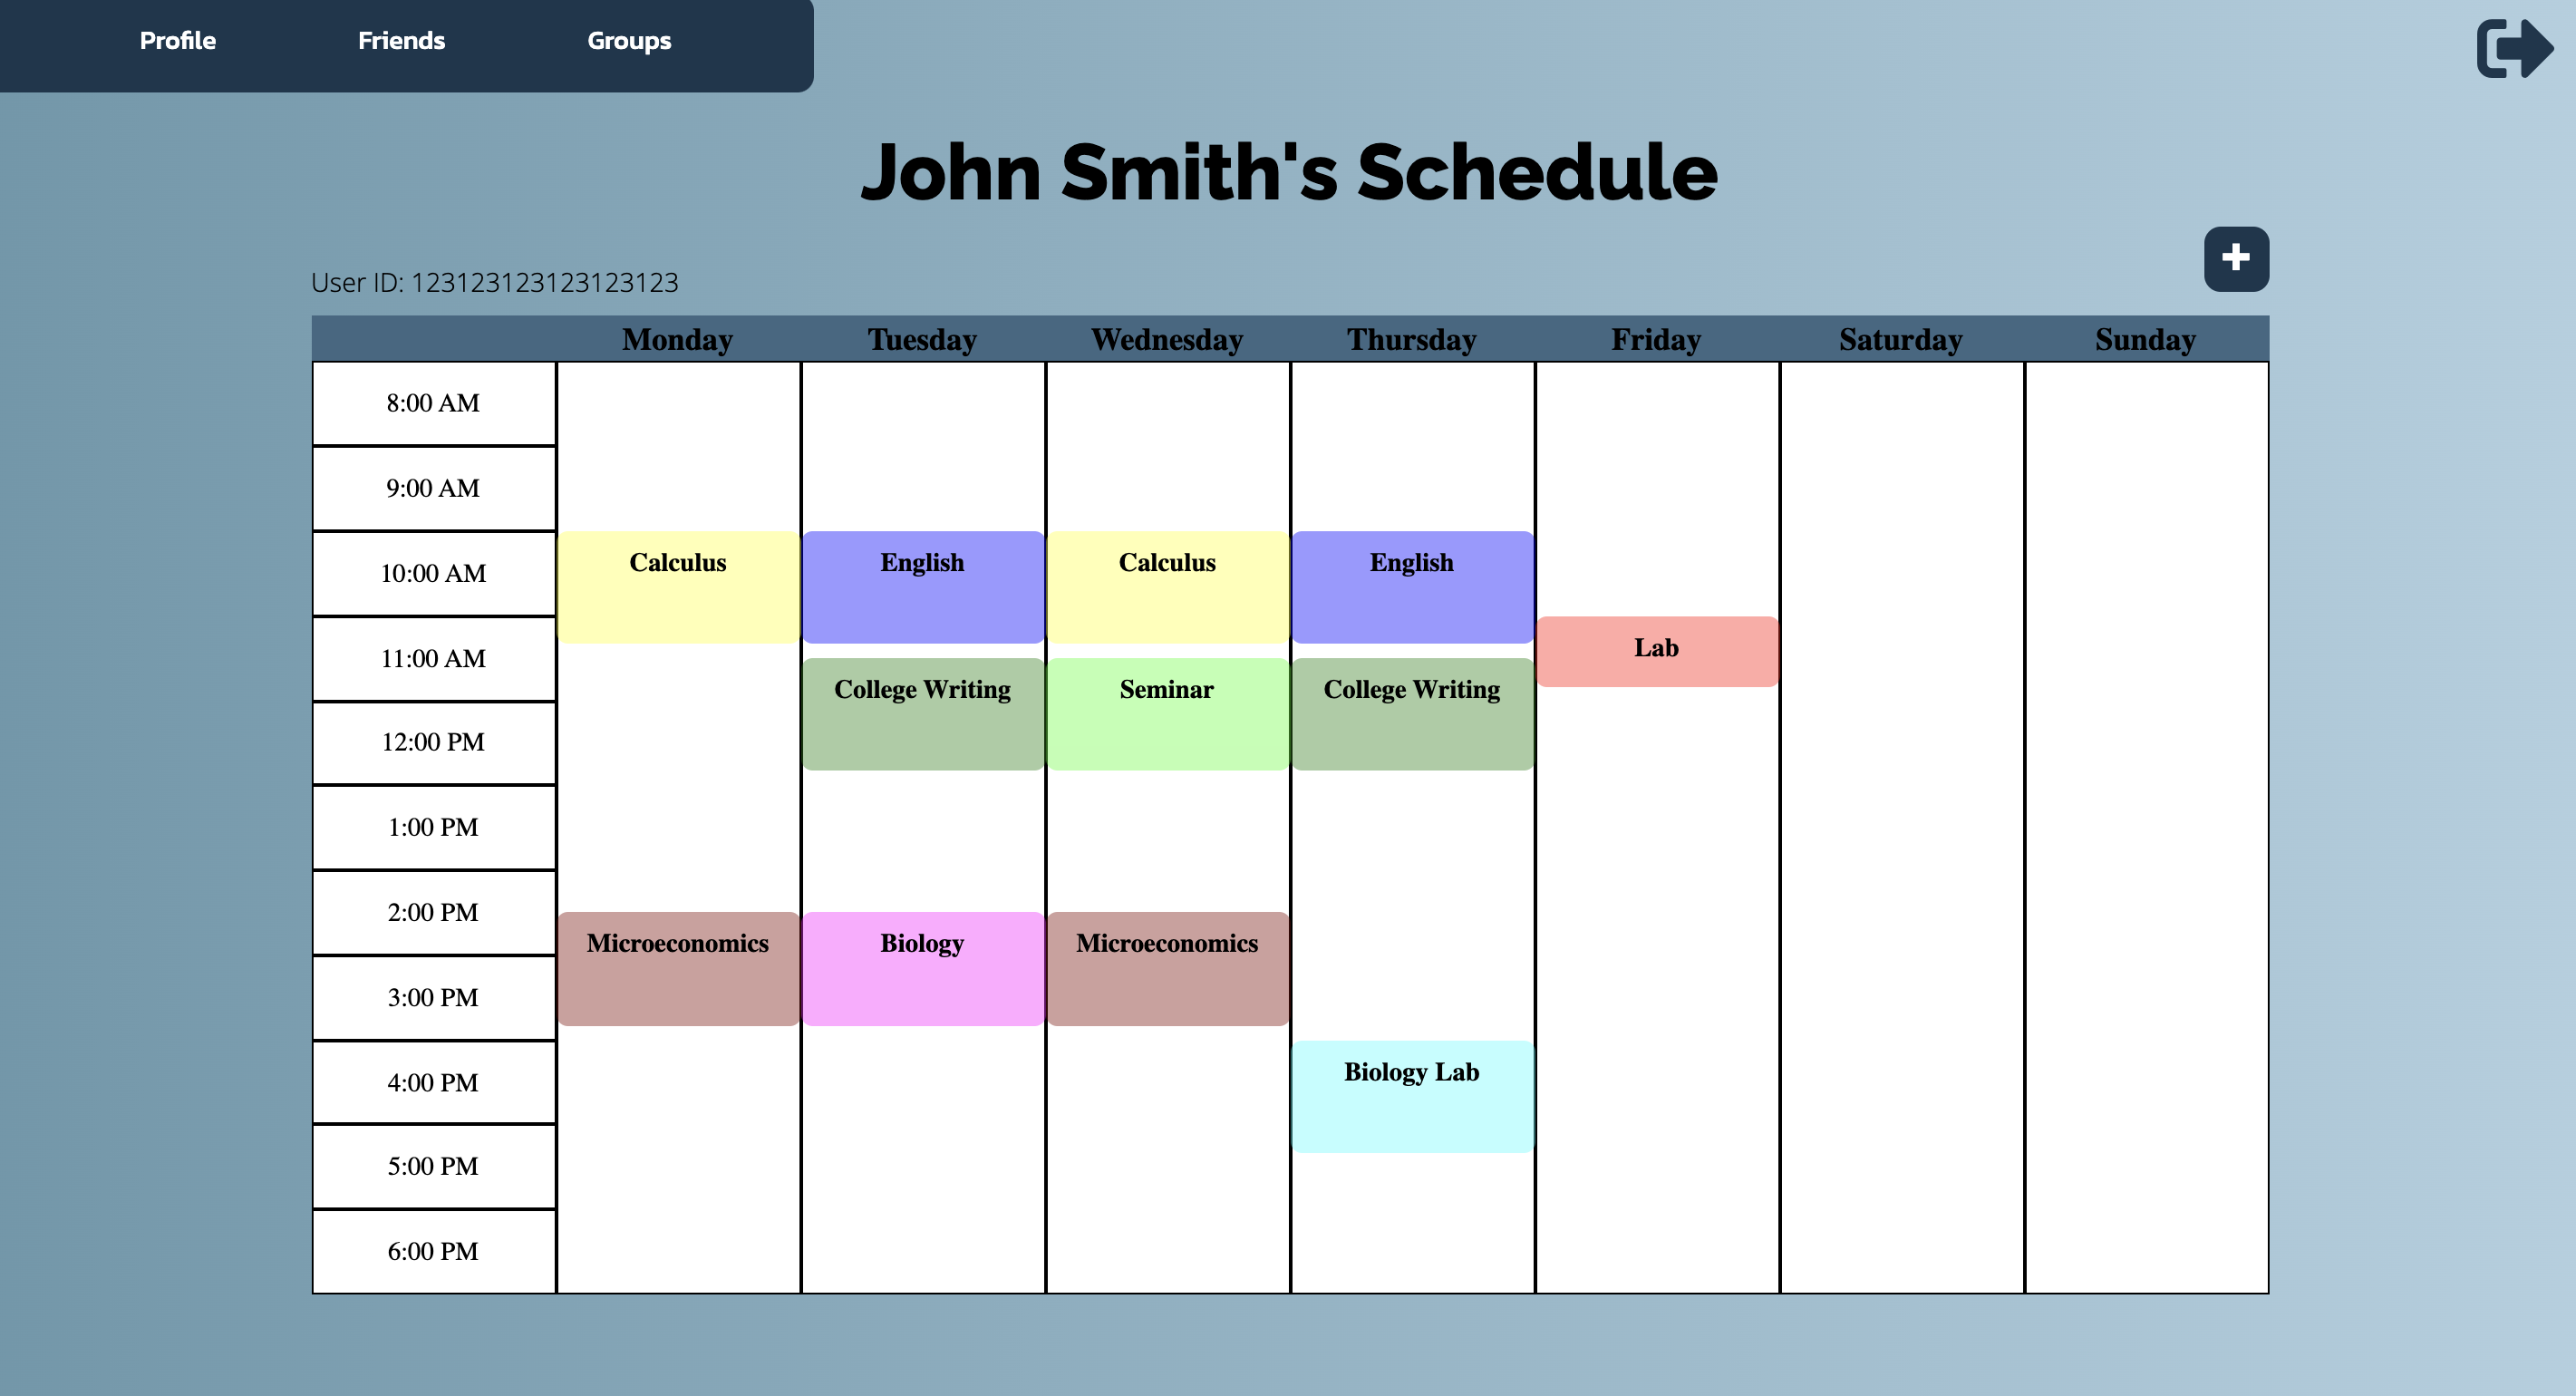 Profile Friends Groups
John Smith's Schedule
User ID: 123123123123123123
Monday Tuesday Wednesday Thursday Friday Saturday Sunday
8:00 AM
9:00 AM
10:00 AM Calculus English Calculus English
11:00 AM Lab
College Writing Seminar College Writing
12:00 PM
1:00 PM
2:00 PM
Microeconomics Biology Microeconomics
3:00 PM
4:00 PM Biology Lab
5:00 PM
6:00 PM